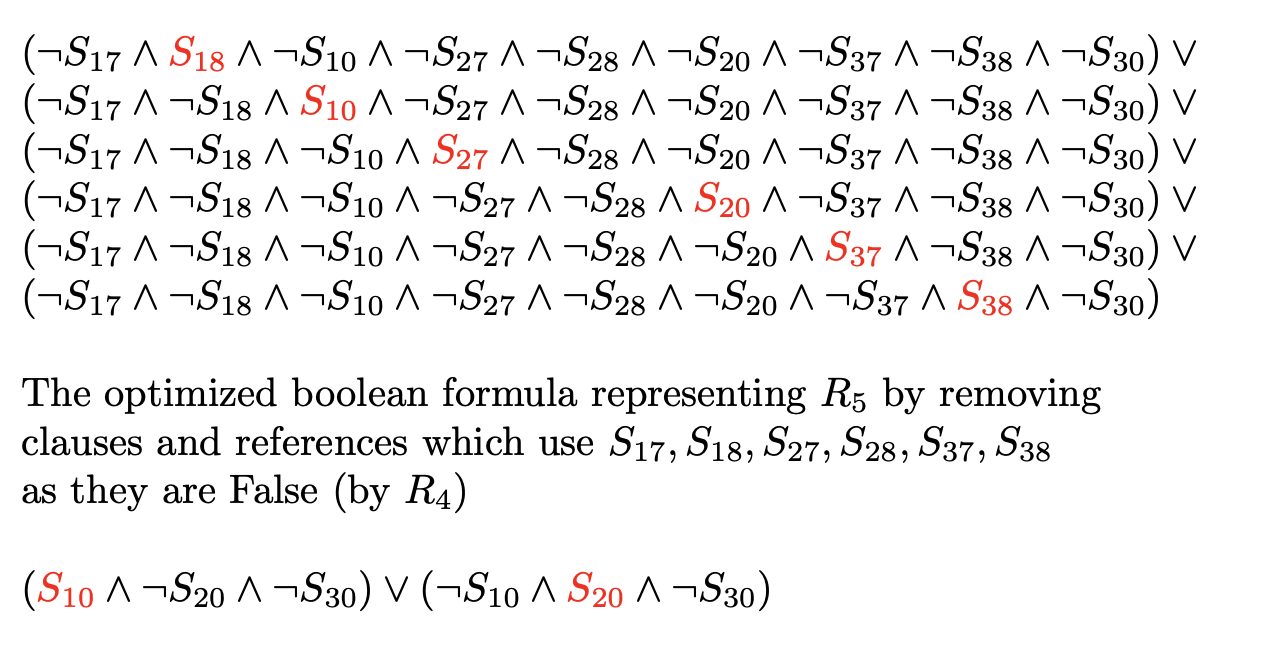 (¬S₁₇ ∧ S₁₈ ∧ ¬S₁₀ ∧ ¬S₂₇ ∧ ¬S₂₈ ∧ ¬S₂₀ ∧ ¬S₃₇ ∧ ¬S₃₈ ∧ ¬S₃₀) ∨
(¬S₁₇ ∧ ¬S₁₈ ∧ S₁₀ ∧ ¬S₂₇ ∧ ¬S₂₈ ∧ ¬S₂₀ ∧ ¬S₃₇ ∧ ¬S₃₈ ∧ ¬S₃₀) ∨
(¬S₁₇ ∧ ¬S₁₈ ∧ ¬S₁₀ ∧ S₂₇ ∧ ¬S₂₈ ∧ ¬S₂₀ ∧ ¬S₃₇ ∧ ¬S₃₈ ∧ ¬S₃₀) ∨
(¬S₁₇ ∧ ¬S₁₈ ∧ ¬S₁₀ ∧ ¬S₂₇ ∧ ¬S₂₈ ∧ S₂₀ ∧ ¬S₃₇ ∧ ¬S₃₈ ∧ ¬S₃₀) ∨
(¬S₁₇ ∧ ¬S₁₈ ∧ ¬S₁₀ ∧ ¬S₂₇ ∧ ¬S₂₈ ∧ ¬S₂₀ ∧ S₃₇ ∧ ¬S₃₈ ∧ ¬S₃₀) ∨
(¬S₁₇ ∧ ¬S₁₈ ∧ ¬S₁₀ ∧ ¬S₂₇ ∧ ¬S₂₈ ∧ ¬S₂₀ ∧ ¬S₃₇ ∧ S₃₈ ∧ ¬S₃₀)
The optimized boolean formula representing R₅ by removing
clauses and references which use S₁₇, S₁₈, S₂₇, S₂₈, S₃₇, S₃₈
as they are False (by R₄)
(S₁₀ ∧ ¬S₂₀ ∧ ¬S₃₀) ∨ (¬S₁₀ ∧ S₂₀ ∧ ¬S₃₀)